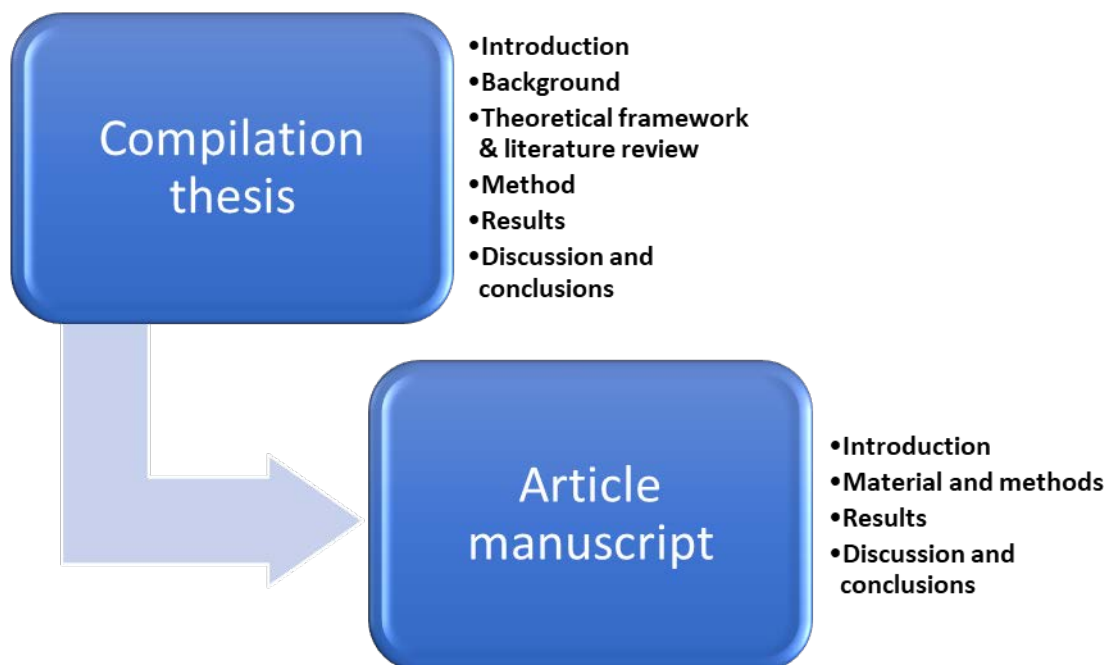 Compilation
thesis
•Introduction
•Background
•Theoretical framework
& literature review
•Method
•Results
•Discussion and
conclusions
Article
manuscript
•Introduction
•Material and methods
•Results
•Discussion and
conclusions